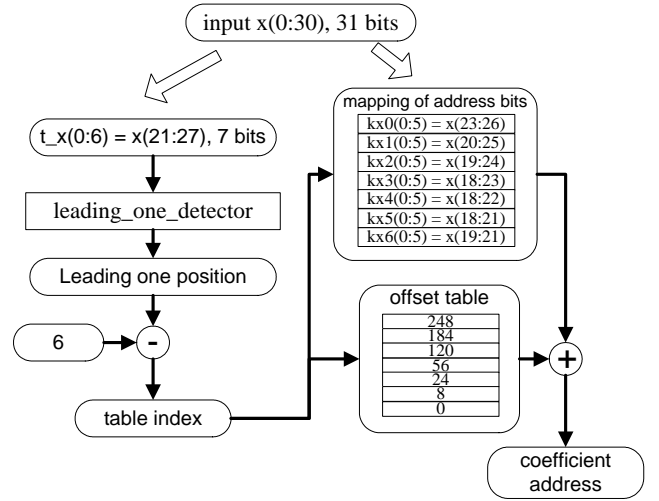 input x(0:30), 31 bits
t_x(0:6) = x(21:27), 7 bits
leading_one_detector
Leading one position
6
-
table index
mapping of address bits
kx0(0:5) = x(23:26)
kx1(0:5) = x(20:25)
kx2(0:5) = x(19:24)
kx3(0:5) = x(18:23)
kx4(0:5) = x(18:22)
kx5(0:5) = x(18:21)
kx6(0:5) = x(19:21)
offset table
248
184
120
56
24
8
0
+
coefficient
address